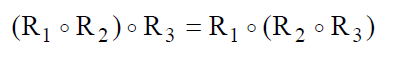 (R₁ ∘ R₂) ∘ R₃ = R₁ ∘ (R₂ ∘ R₃)